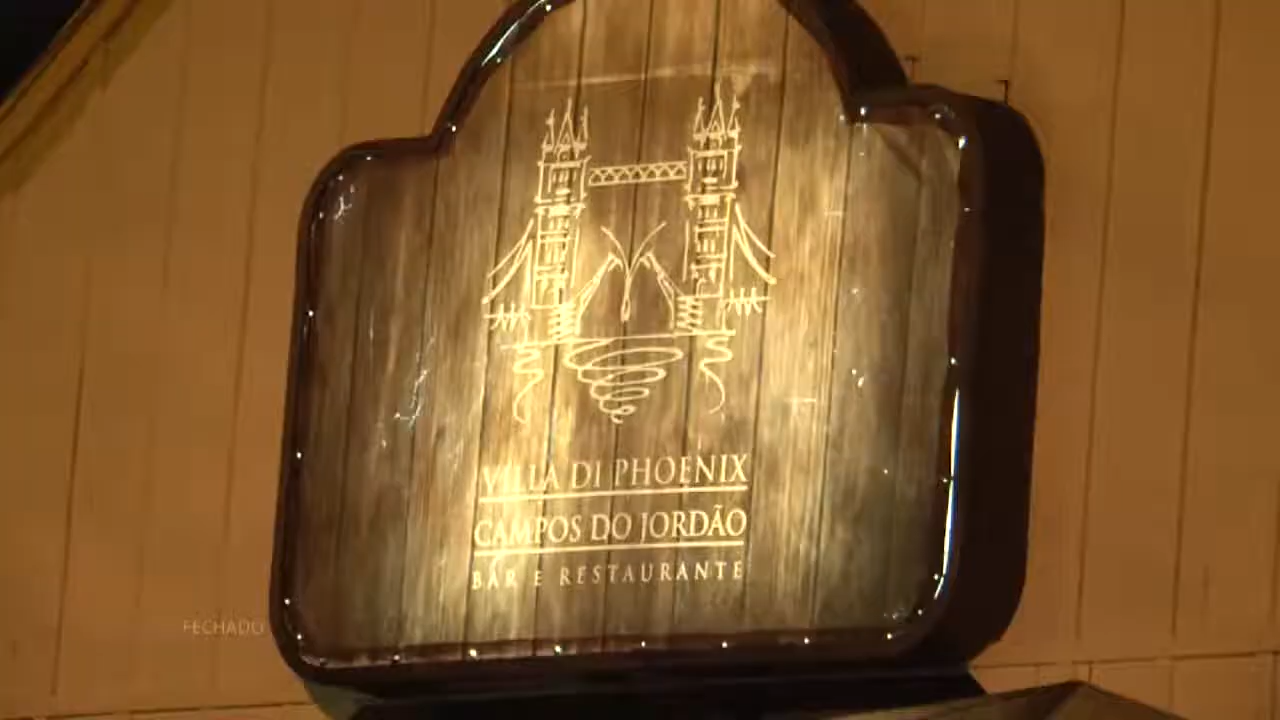 VILLA DI PHOENIX
CAMPOS DO JORDÃO
BAR E RESTAURANTE
FECHADO